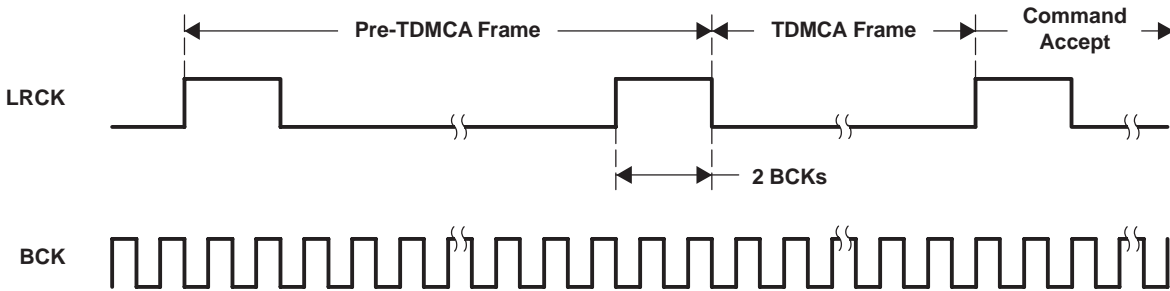 Pre-TDMCA Frame
TDMCA Frame
Command
Accept
LRCK
2 BCKs
BCK